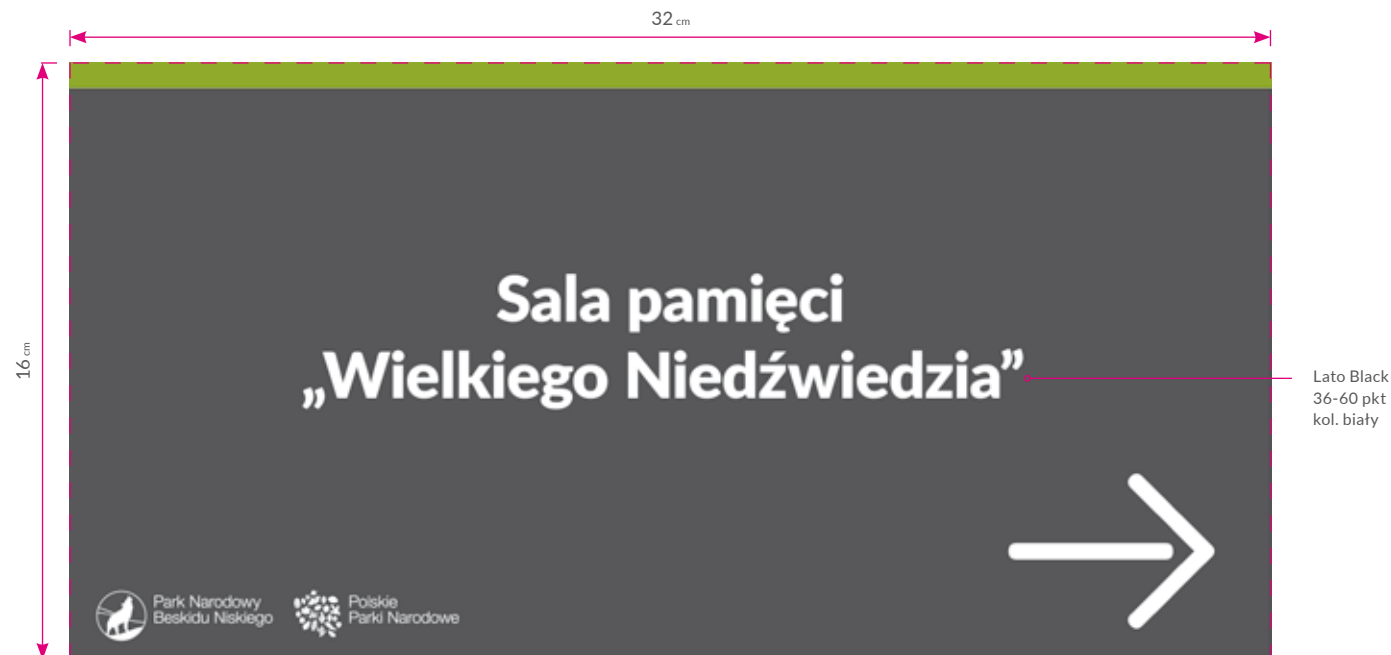 32 cm
16 cm
Sala pamięci
„Wielkiego Niedźwiedzia”
Lato Black
36-60 pkt
kol. biały
Park Narodowy
Beskidu Niskiego
Polskie
Parki Narodowe